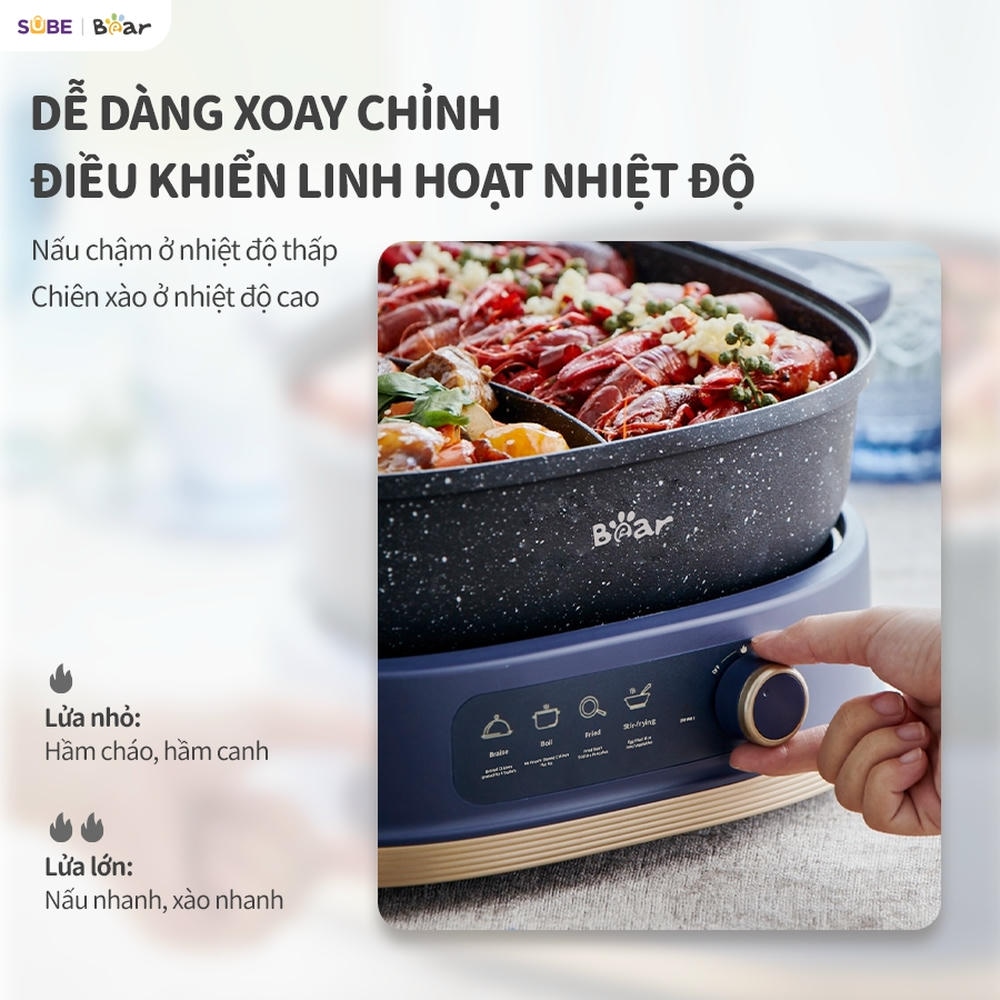 SUBE | Bear
DỄ DÀNG XOAY CHỈNH
ĐIỀU KHIỂN LINH HOẠT NHIỆT ĐỘ
Nấu chậm ở nhiệt độ thấp
Chiên xào ở nhiệt độ cao
Bear
OFF
Braise
Boil
Fried
Stir-frying
Lửa nhỏ:
Hầm cháo, hầm canh
Lửa lớn:
Nấu nhanh, xào nhanh